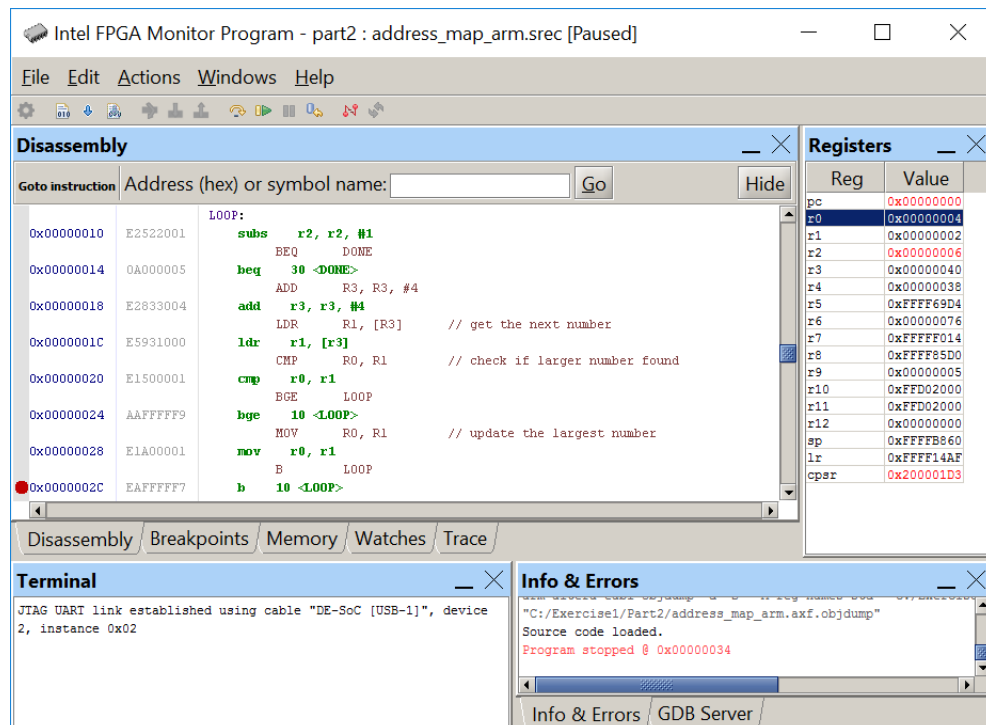 Intel FPGA Monitor Program - part2 : address_map_arm.srec [Paused]
File Edit Actions Windows Help
Disassembly
Goto instruction Address (hex) or symbol name: Go Hide
LOOP:
0x00000010 E2522001 subs r2, r2, #1
BEQ DONE
0x00000014 0A000005 beq 30 <DONE>
ADD R3, R3, #4
0x00000018 E2833004 add r3, r3, #4
LDR R1, [R3] // get the next number
0x0000001C E5931000 ldr r1, [r3]
CMP R0, R1 // check if larger number found
0x00000020 E1500001 cmp r0, r1
BGE LOOP
0x00000024 AAFFFFF9 bge 10 <LOOP>
MOV R0, R1 // update the largest number
0x00000028 E1A00001 mov r0, r1
B LOOP
0x0000002C EAFFFFF7 b 10 <LOOP>
Disassembly Breakpoints Memory Watches Trace
Registers
Reg Value
pc 0x00000000
r0 0x00000004
r1 0x00000002
r2 0x00000006
r3 0x00000040
r4 0x00000038
r5 0xFFFF69D4
r6 0x00000076
r7 0xFFFFF014
r8 0xFFFF85D0
r9 0x00000005
r10 0xFFD02000
r11 0xFFD02000
r12 0x00000000
sp 0xFFFFB860
lr 0xFFFF14AF
cpsr 0x200001D3
Terminal
JTAG UART link established using cable "DE-SoC [USB-1]", device
2, instance 0x02
Info & Errors
"C:/Exercise1/Part2/address_map_arm.axf.objdump"
Source code loaded.
Program stopped @ 0x00000034
Info & Errors GDB Server